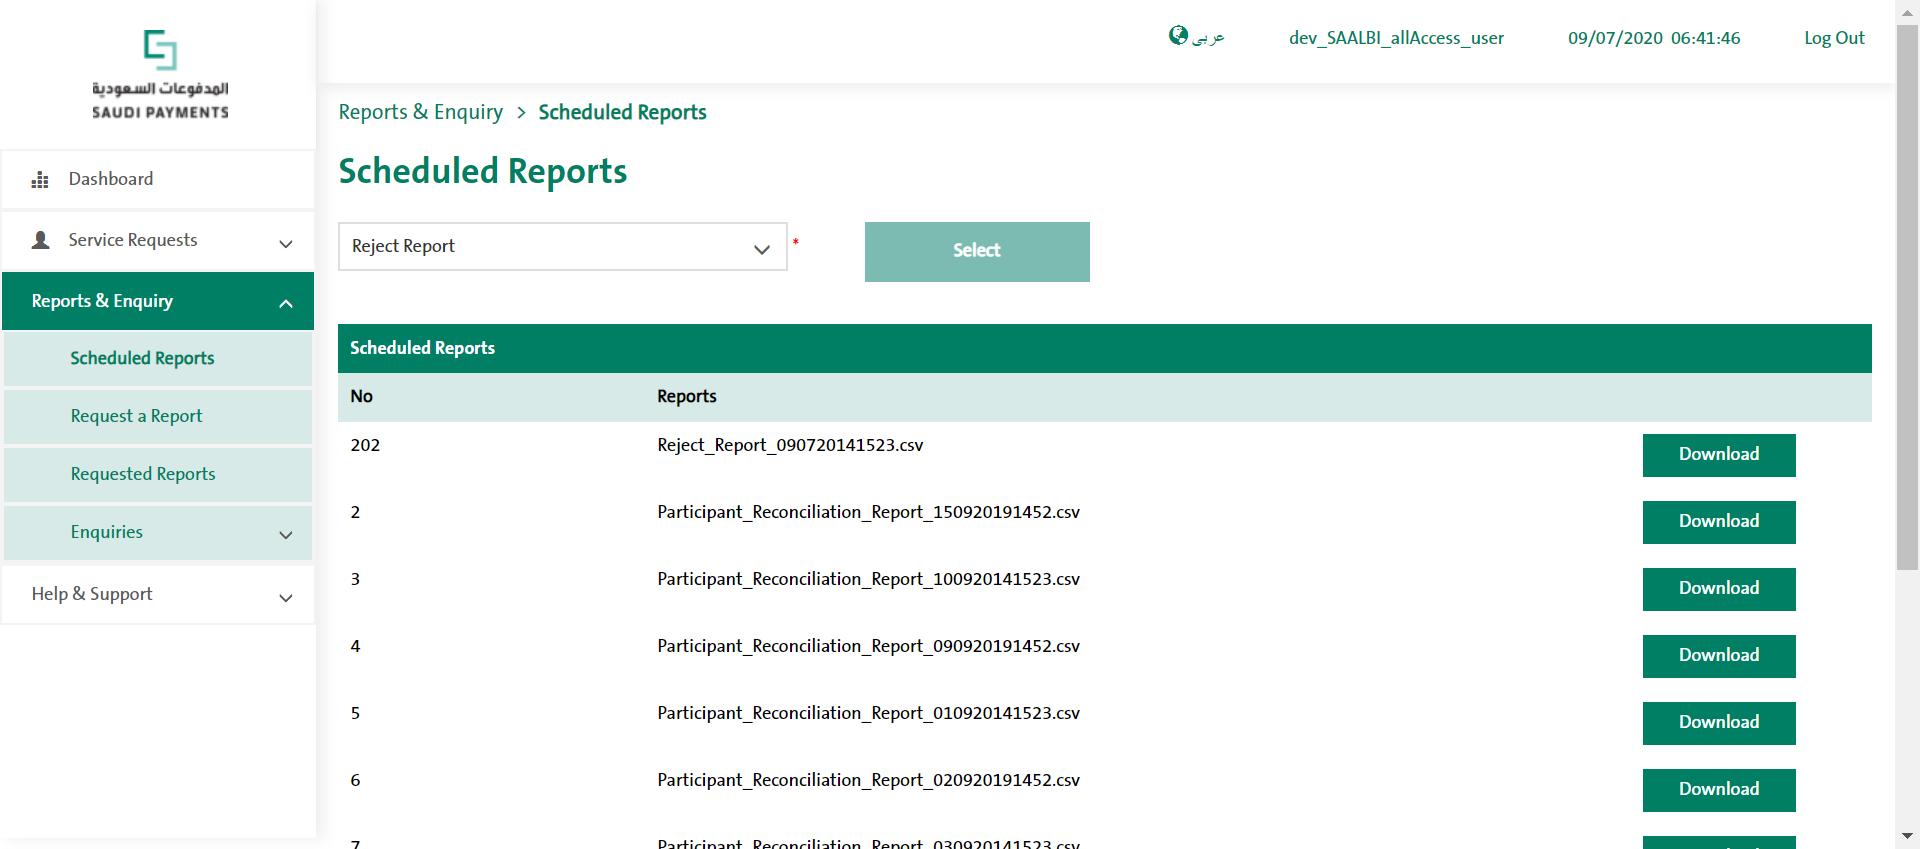 المدفوعات السعودية
SAUDI PAYMENTS
عربى
dev_SAALBI_allAccess_user
09/07/2020 06:41:46
Log Out
Dashboard
Service Requests
Reports & Enquiry
Scheduled Reports
Request a Report
Requested Reports
Enquiries
Help & Support
Reports & Enquiry > Scheduled Reports
Scheduled Reports
Reject Report *
Select
Scheduled Reports
No Reports
202 Reject_Report_090720141523.csv Download
2 Participant_Reconciliation_Report_150920191452.csv Download
3 Participant_Reconciliation_Report_100920141523.csv Download
4 Participant_Reconciliation_Report_090920191452.csv Download
5 Participant_Reconciliation_Report_010920141523.csv Download
6 Participant_Reconciliation_Report_020920191452.csv Download
7 Participant_Reconciliation_Report_030920141523.csv